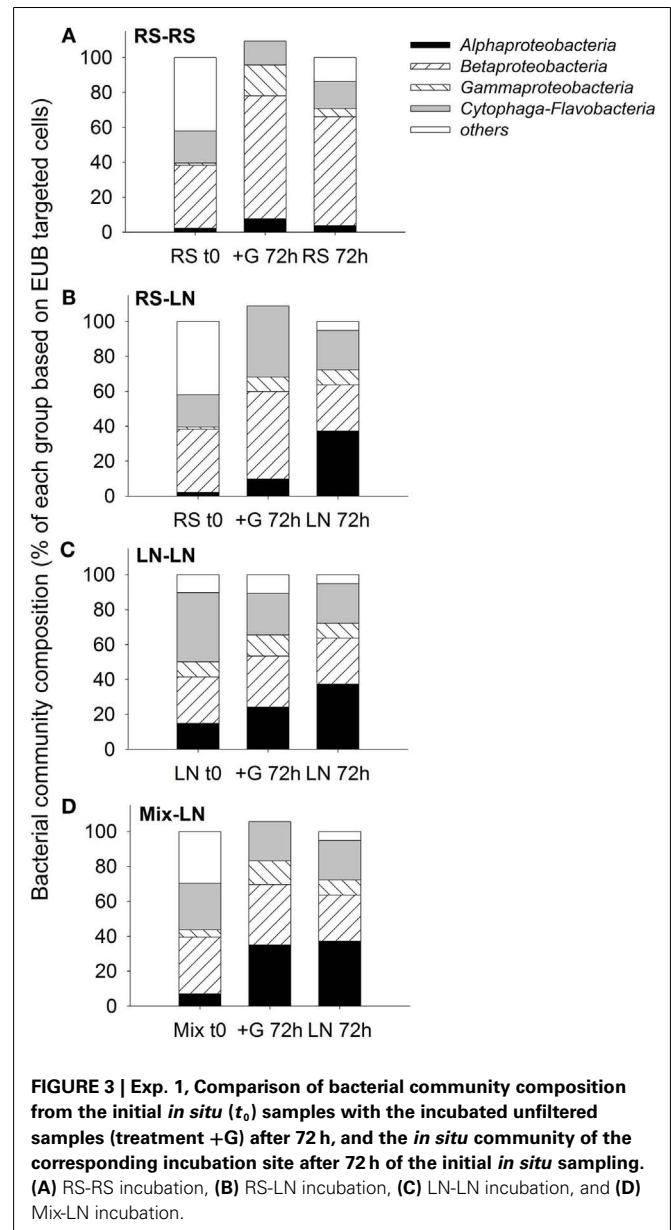 A RS-RS
Alphaproteobacteria
Betaproteobacteria
Gammaproteobacteria
Cytophaga-Flavobacteria
others
100
80
60
40
20
0
RS t0 +G 72h RS 72h
B RS-LN
100
80
60
40
20
0
RS t0 +G 72h LN 72h
C LN-LN
100
80
60
40
20
0
LN t0 +G 72h LN 72h
D Mix-LN
100
80
60
40
20
0
Mix t0 +G 72h LN 72h
Bacterial community composition (% of each group based on EUB targeted cells)
FIGURE 3 | Exp. 1, Comparison of bacterial community composition
from the initial in situ (t₀) samples with the incubated unfiltered
samples (treatment +G) after 72 h, and the in situ community of the
corresponding incubation site after 72 h of the initial in situ sampling.
(A) RS-RS incubation, (B) RS-LN incubation, (C) LN-LN incubation, and (D)
Mix-LN incubation.